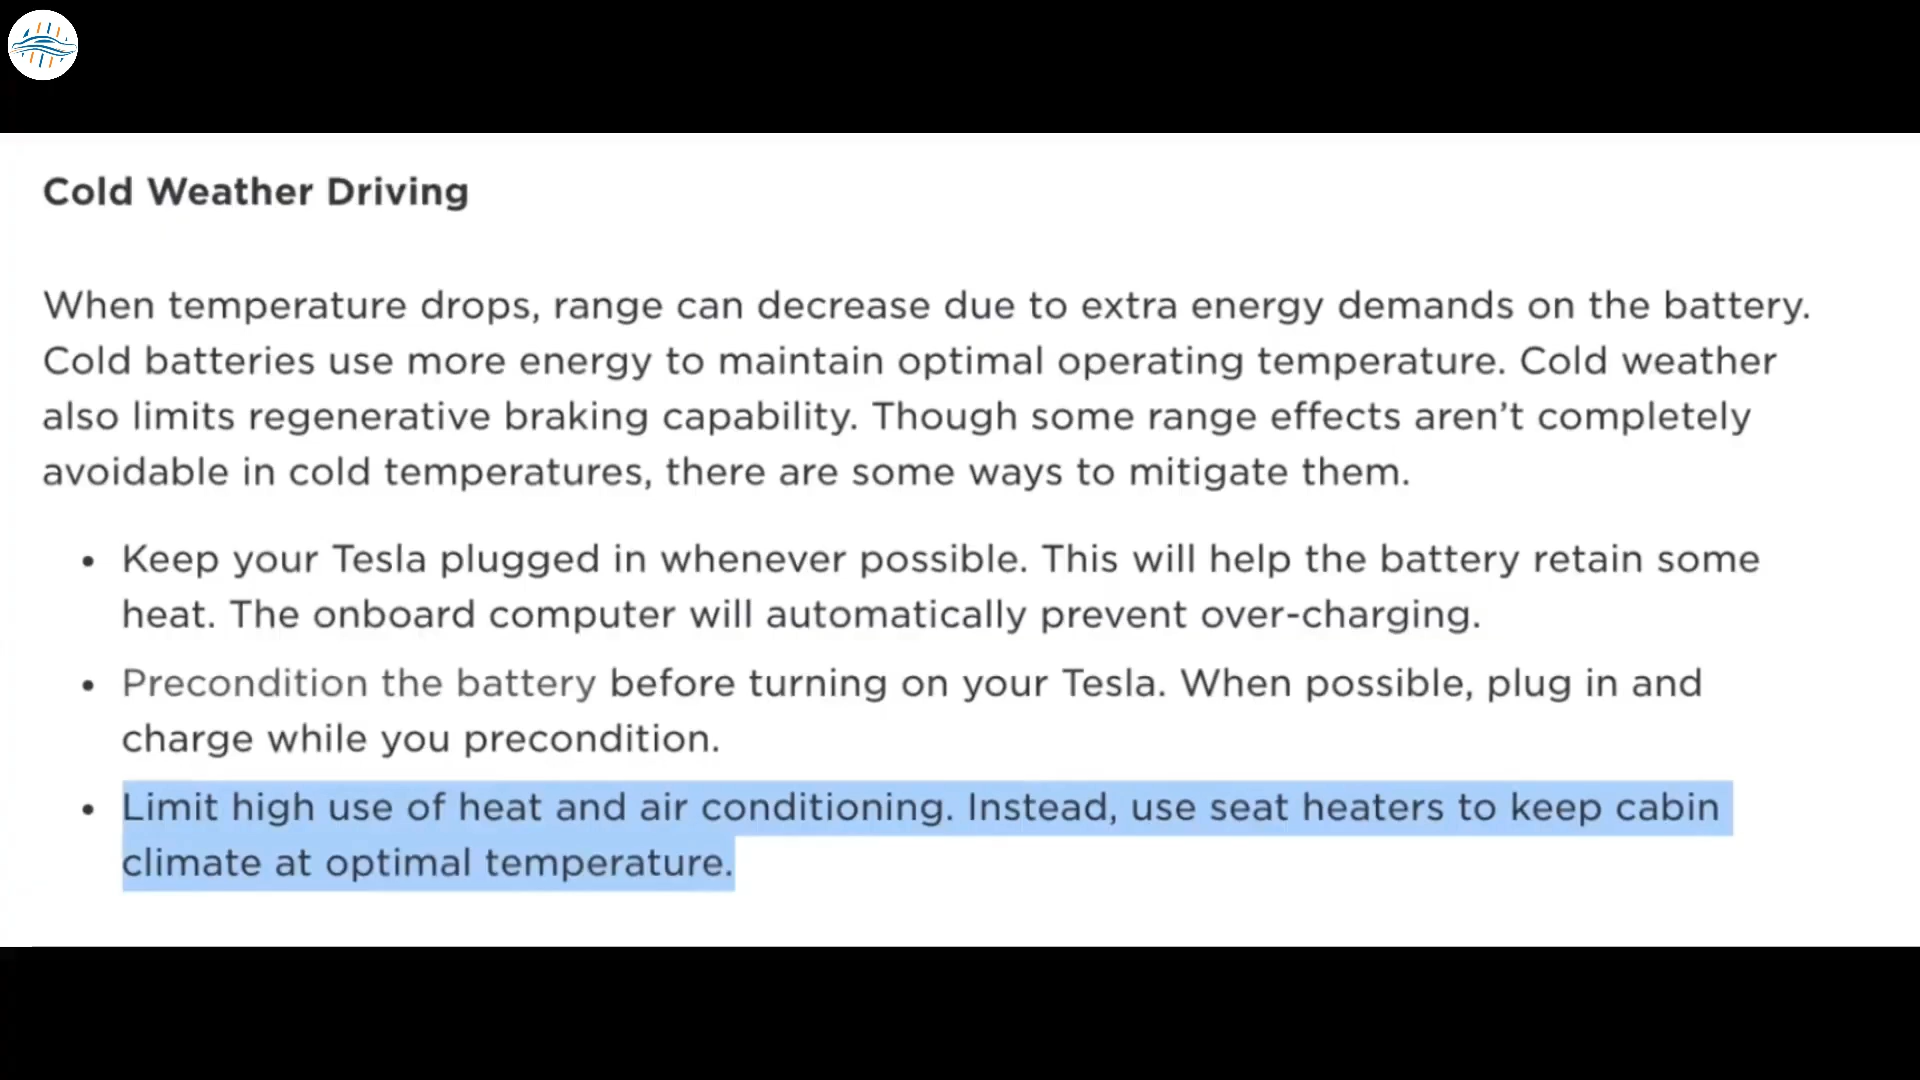 Cold Weather Driving
When temperature drops, range can decrease due to extra energy demands on the battery.
Cold batteries use more energy to maintain optimal operating temperature. Cold weather
also limits regenerative braking capability. Though some range effects aren’t completely
avoidable in cold temperatures, there are some ways to mitigate them.
• Keep your Tesla plugged in whenever possible. This will help the battery retain some
heat. The onboard computer will automatically prevent over-charging.
• Precondition the battery before turning on your Tesla. When possible, plug in and
charge while you precondition.
• Limit high use of heat and air conditioning. Instead, use seat heaters to keep cabin
climate at optimal temperature.